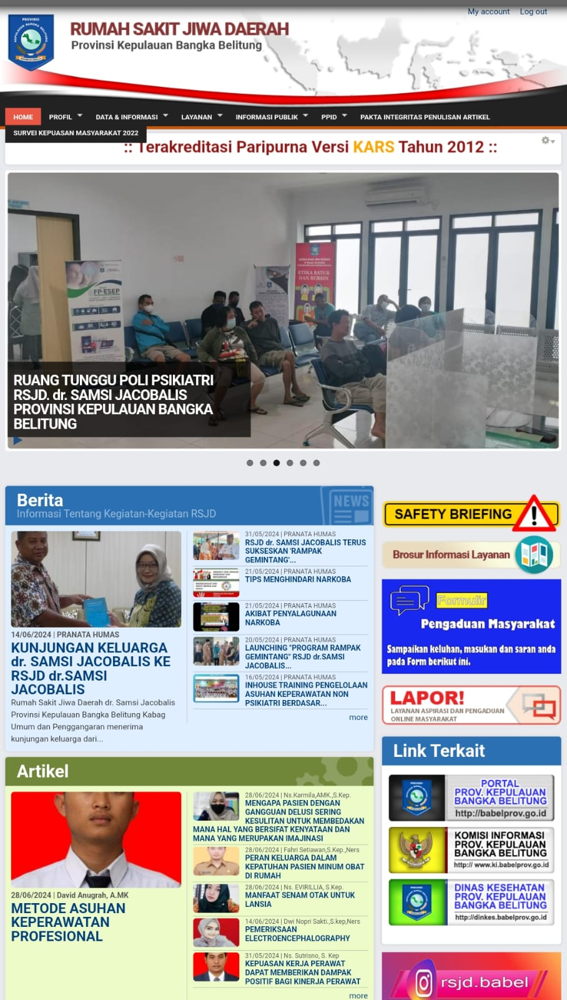 My account Log out
PROVINSI
KEPULAUAN BANGKA BELITUNG
RUMAH SAKIT JIWA DAERAH
Provinsi Kepulauan Bangka Belitung
HOME PROFIL DATA & INFORMASI LAYANAN INFORMASI PUBLIK PPID PAKTA INTEGRITAS PENULISAN ARTIKEL
SURVEI KEPUASAN MASYARAKAT 2022
:: Terakreditasi Paripurna Versi KARS Tahun 2012 ::
FP-ESEP
ETIKA BATUK
DAN BERSIN
RUANG TUNGGU POLI PSIKIATRI
RSJD. dr. SAMSI JACOBALIS
PROVINSI KEPULAUAN BANGKA
BELITUNG
Berita
Informasi Tentang Kegiatan-Kegiatan RSJD
NEWS
14/06/2024 | PRANATA HUMAS
KUNJUNGAN KELUARGA
dr. SAMSI JACOBALIS KE
RSJD dr.SAMSI
JACOBALIS
Rumah Sakit Jiwa Daerah dr. Samsi Jacobalis
Provinsi Kepulauan Bangka Belitung Kabag
Umum dan Penggangaran menerima
kunjungan keluarga dari...
31/05/2024 | PRANATA HUMAS
RSJD dr. SAMSI JACOBALIS TERUS
SUKSESKAN 'RAMPAK
GEMINTANG'...
21/05/2024 | PRANATA HUMAS
TIPS MENGHINDARI NARKOBA
21/05/2024 | PRANATA HUMAS
AKIBAT PENYALAGUNAAN
NARKOBA
20/05/2024 | PRANATA HUMAS
LAUNCHING "PROGRAM RAMPAK
GEMINTANG" RSJD dr.SAMSI
JACOBALIS...
16/05/2024 | PRANATA HUMAS
INHOUSE TRAINING PENGELOLAAN
ASUHAN KEPERAWATAN NON
PSIKIATRI BERDASAR...
more
Artikel
28/06/2024 | David Anugrah, A.MK
METODE ASUHAN
KEPERAWATAN
PROFESIONAL
28/06/2024 | Ns.Karmila,AMK.,S.Kep.
MENGAPA PASIEN DENGAN
GANGGUAN DELUSI SERING
KESULITAN UNTUK MEMBEDAKAN
MANA HAL YANG BERSIFAT KENYATAAN DAN
MANA YANG MERUPAKAN IMAJINASI
28/06/2024 | Fahri Setiawan,S.Kep.,Ners
PERAN KELUARGA DALAM
KEPATUHAN PASIEN MINUM OBAT
DI RUMAH
28/06/2024 | Ns. EVIRILLIA, S.Kep.
MANFAAT SENAM OTAK UNTUK
LANSIA
14/06/2024 | Dwi Nopri Sakti.,S.kep,Ners
PEMERIKSAAN
ELECTROENCEPHALOGRAPHY
31/05/2024 | Ns. Sutrisno, S. Kep
KEPUASAN KERJA PERAWAT
DAPAT MEMBERIKAN DAMPAK
POSITIF BAGI KINERJA PERAWAT
more
SAFETY BRIEFING
Brosur Informasi Layanan
Formulir
Pengaduan Masyarakat
Sampaikan keluhan, masukan dan saran anda
pada Form berikut ini.
LAPOR!
LAYANAN ASPIRASI DAN PENGADUAN
ONLINE MASYARAKAT
Link Terkait
PORTAL
PROV. KEPULAUAN
BANGKA BELITUNG
http://babelprov.go.id
KOMISI INFORMASI
PROV. KEPULAUAN
BANGKA BELITUNG
http:// www.ki.babelprov.go.id
DINAS KESEHATAN
PROV. KEPULAUAN
BANGKA BELITUNG
http://dinkes.babelprov.go.id
rsjd.babel